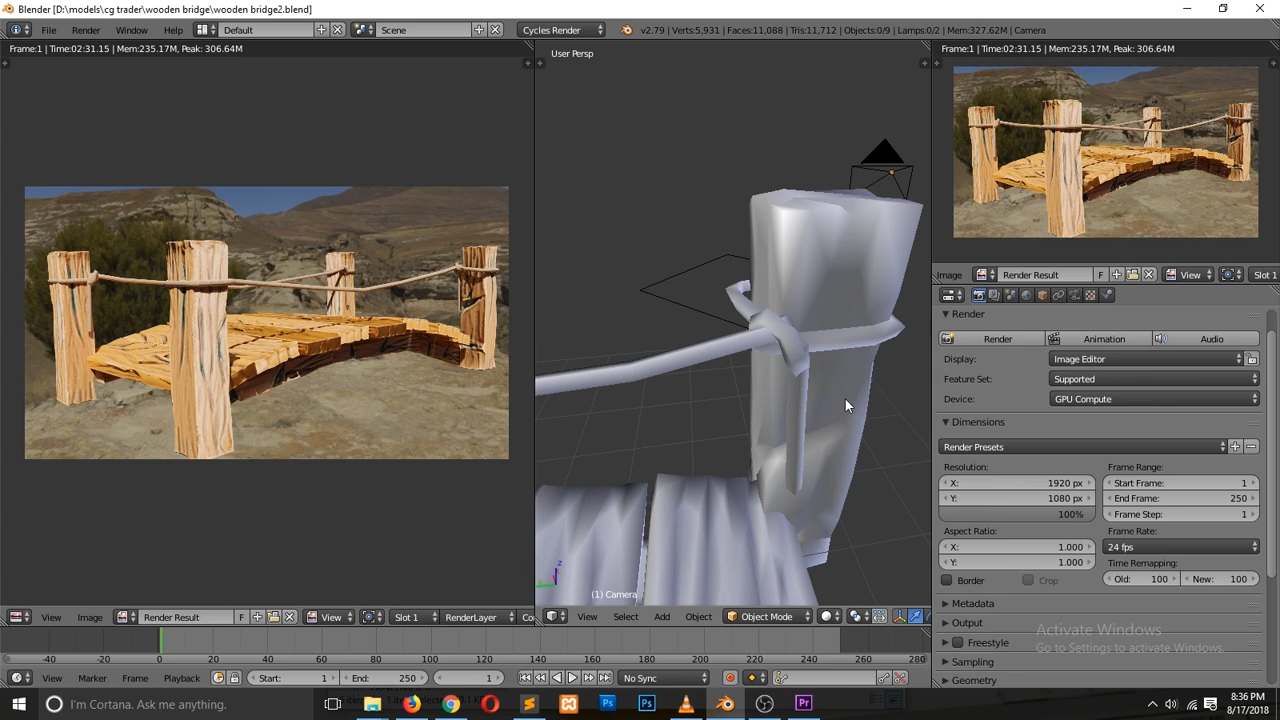 Blender [D:\models\cg trader\wooden bridge\wooden bridge2.blend]
File Render Window Help Default Scene Cycles Render v2.79 | Verts:5,931 | Faces:11,088 | Tris:11,712 | Objects:0/9 | Lamps:0/2 | Mem:327.62M | Camera
Frame:1 | Time:02:31.15 | Mem:235.17M, Peak: 306.64M
User Persp
Frame:1 | Time:02:31.15 | Mem:235.17M, Peak: 306.64M
Image Render Result F View Slot 1
Render
Render Animation Audio
Display: Image Editor
Feature Set: Supported
Device: GPU Compute
Dimensions
Render Presets
Resolution: Frame Range:
X: 1920 px Start Frame: 1
Y: 1080 px End Frame: 250
100% Frame Step: 1
Aspect Ratio: Frame Rate:
X: 1.000 24 fps
Y: 1.000 Time Remapping:
Border Crop Old: 100 New: 100
Metadata
Output
Freestyle
Sampling
Geometry
Activate Windows
Go to Settings to activate Windows.
z
(1) Camera
View Image Render Result F View Slot 1 RenderLayer Co
View Select Add Object Object Mode
-40 -20 0 20 40 60 80 100 120 140 160 180 200 220 240 260 280
View Marker Frame Playback Start: 1 End: 250 1 No Sync
I'm Cortana. Ask me anything.
Ps Ps Pr
8:36 PM
8/17/2018